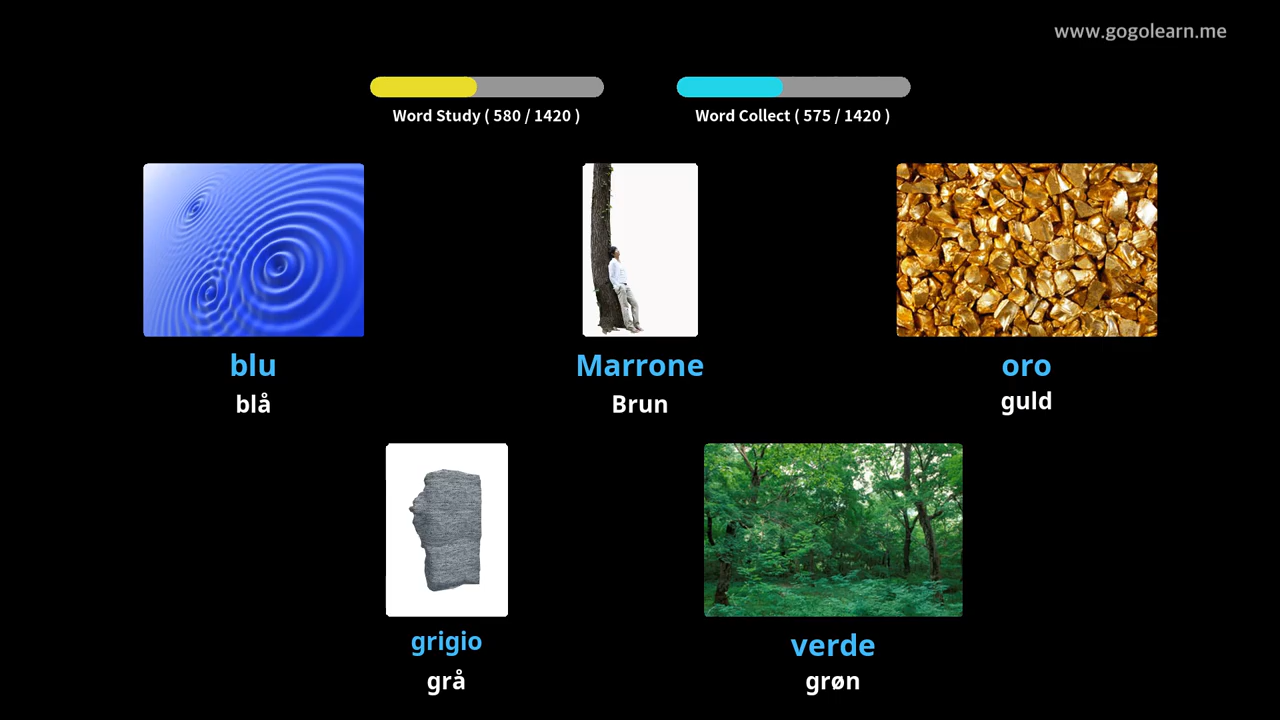 www.gogolearn.me
Word Study ( 580 / 1420 )
Word Collect ( 575 / 1420 )
blu
blå
Marrone
Brun
oro
guld
grigio
grå
verde
grøn